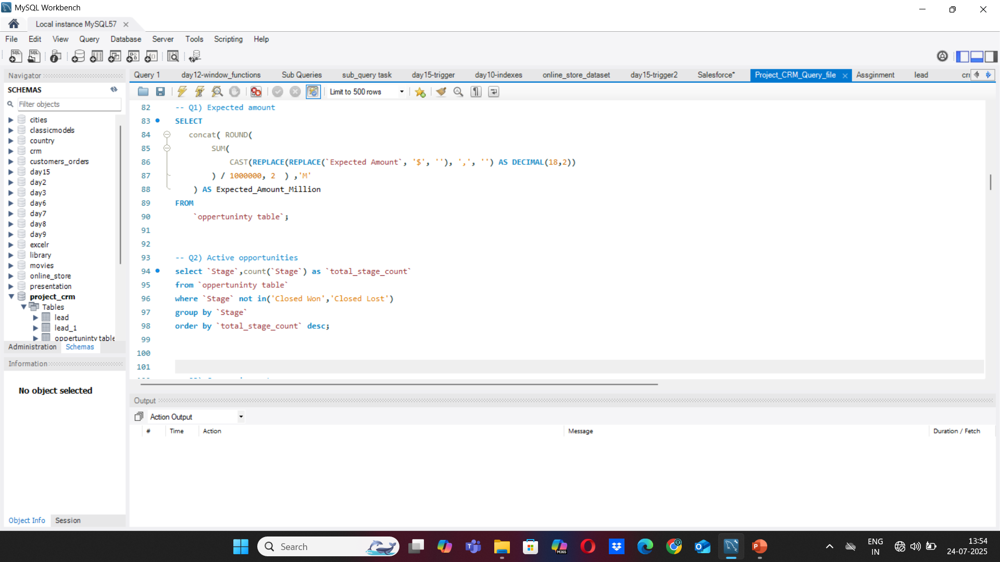 MySQL Workbench
Local instance MySQL57
File Edit View Query Database Server Tools Scripting Help
Navigator
Query 1 day12-window_functions Sub Queries sub_query task day15-trigger day10-indexes online_store_dataset day15-trigger2 Salesforce* Project_CRM_Query_file Assginment lead
SCHEMAS
Limit to 500 rows
Filter objects
cities
classicmodels
country
crm
customers_orders
day15
day2
day3
day6
day7
day8
day9
excelr
library
movies
online_store
presentation
project_crm
Tables
lead
lead_1
oppertuninty table
Administration Schemas
Information
No object selected
Object Info Session
82 -- Q1) Expected amount
83 SELECT
84 concat( ROUND(
85 SUM(
86 CAST(REPLACE(REPLACE(`Expected Amount`, '$', ''), ',', '') AS DECIMAL(18,2))
87 ) / 1000000, 2 ) ,'M'
88 ) AS Expected_Amount_Million
89 FROM
90 `oppertuninty table`;
91
92
93 -- Q2) Active opportunities
94 select `Stage`,count(`Stage`) as `total_stage_count`
95 from `oppertuninty table`
96 where `Stage` not in('Closed Won','Closed Lost')
97 group by `Stage`
98 order by `total_stage_count` desc;
99
100
101
Output
Action Output
# Time Action Message Duration / Fetch
Search
ENG
IN
13:54
24-07-2025